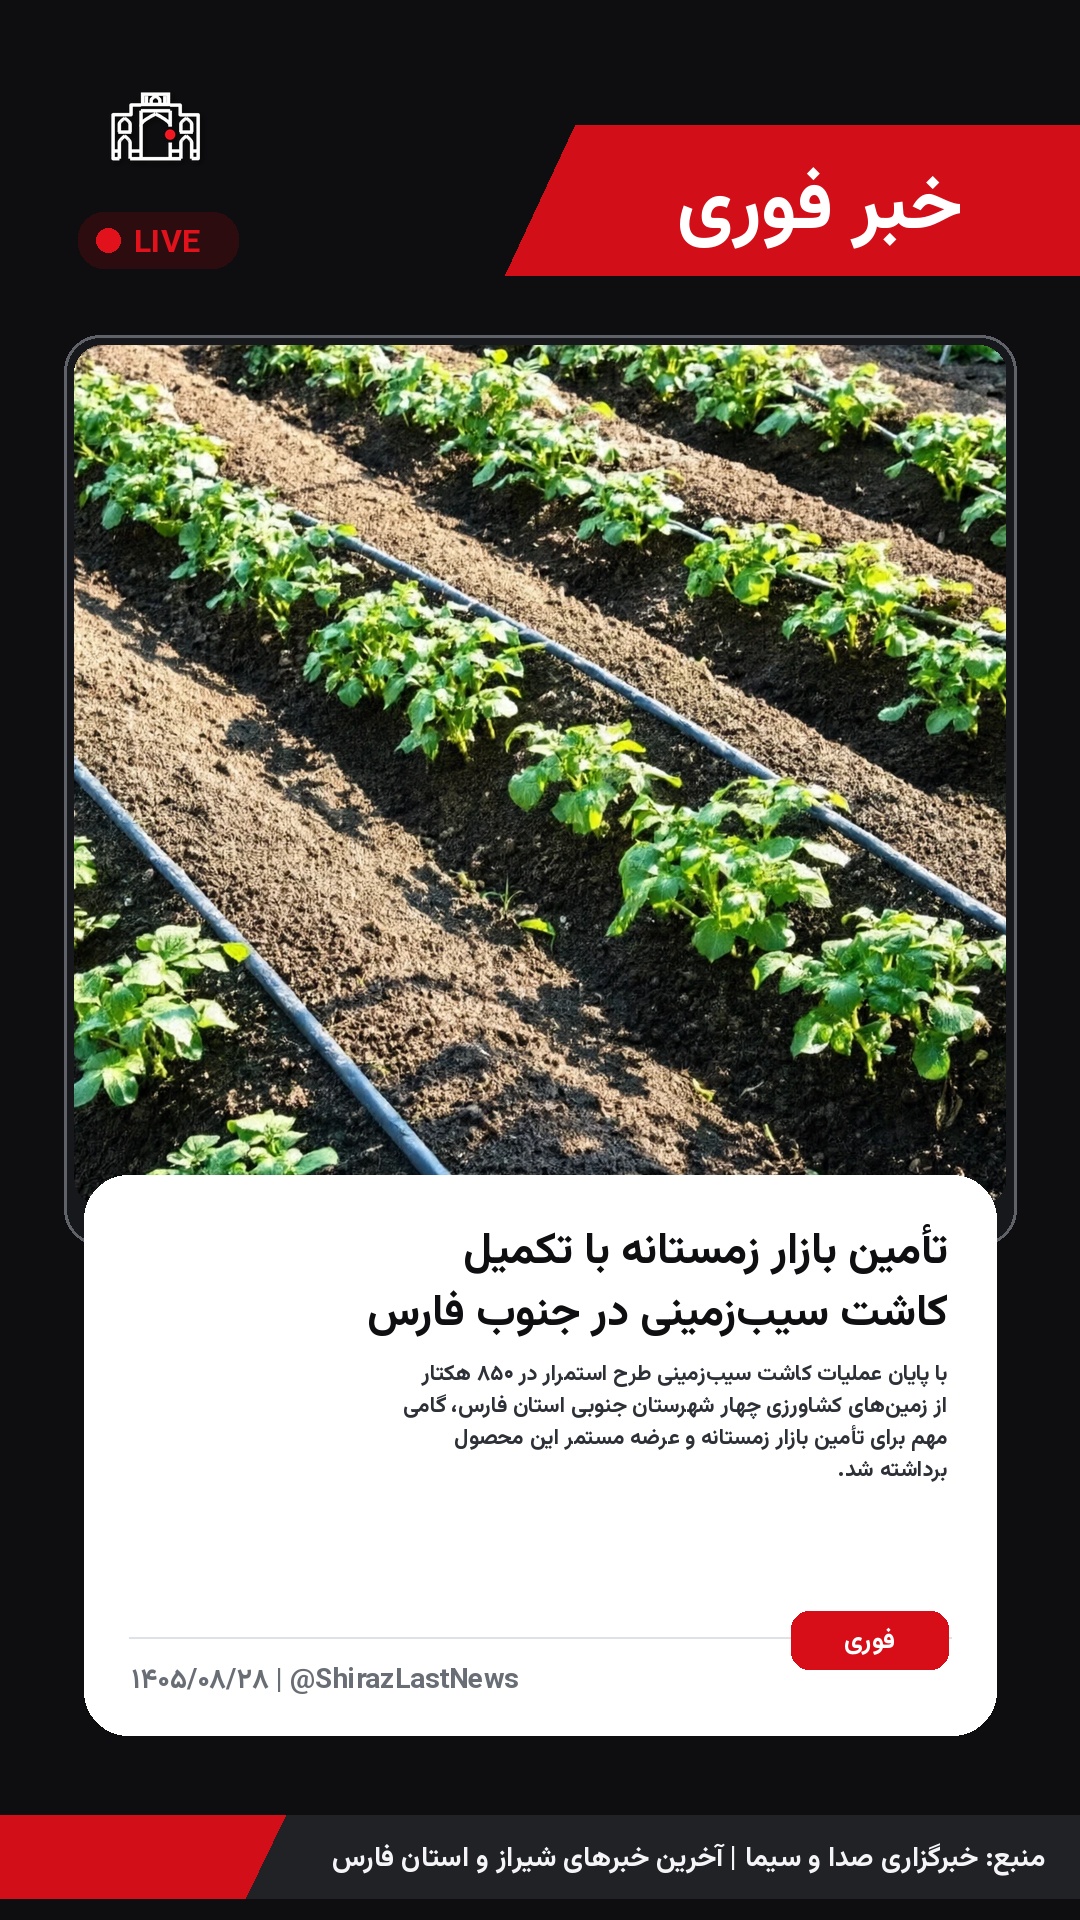 خبر فوری
LIVE
تأمین بازار زمستانه با تکمیل
کاشت سیب‌زمینی در جنوب فارس
با پایان عملیات کاشت سیب‌زمینی طرح استمرار در ۸۵۰ هکتار
از زمین‌های کشاورزی چهار شهرستان جنوبی استان فارس، گامی
مهم برای تأمین بازار زمستانه و عرضه مستمر این محصول
برداشته شد.
فوری
۱۴۰۵/۰۸/۲۸ | @ShirazLastNews
منبع: خبرگزاری صدا و سیما | آخرین خبرهای شیراز و استان فارس